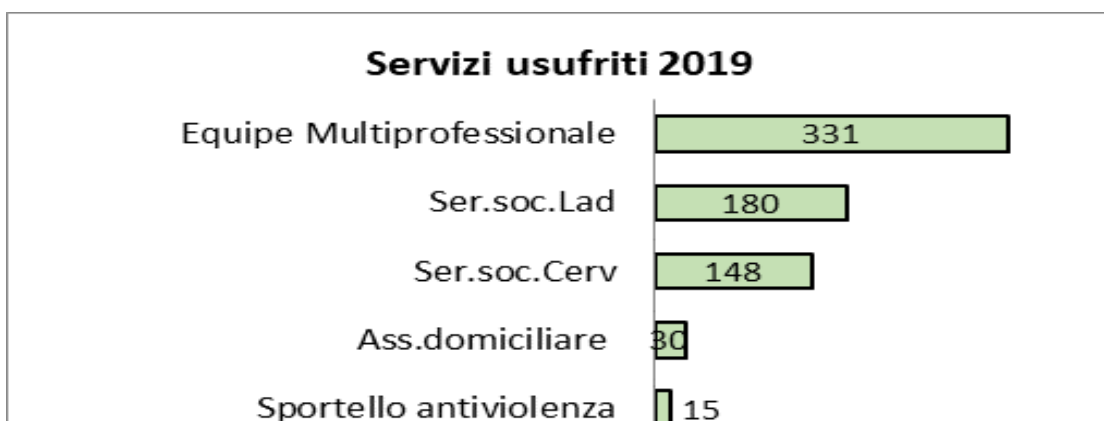 Servizi usufriti 2019
Equipe Multiprofessionale 331
Ser.soc.Lad 180
Ser.soc.Cerv 148
Ass.domiciliare 30
Sportello antiviolenza 15